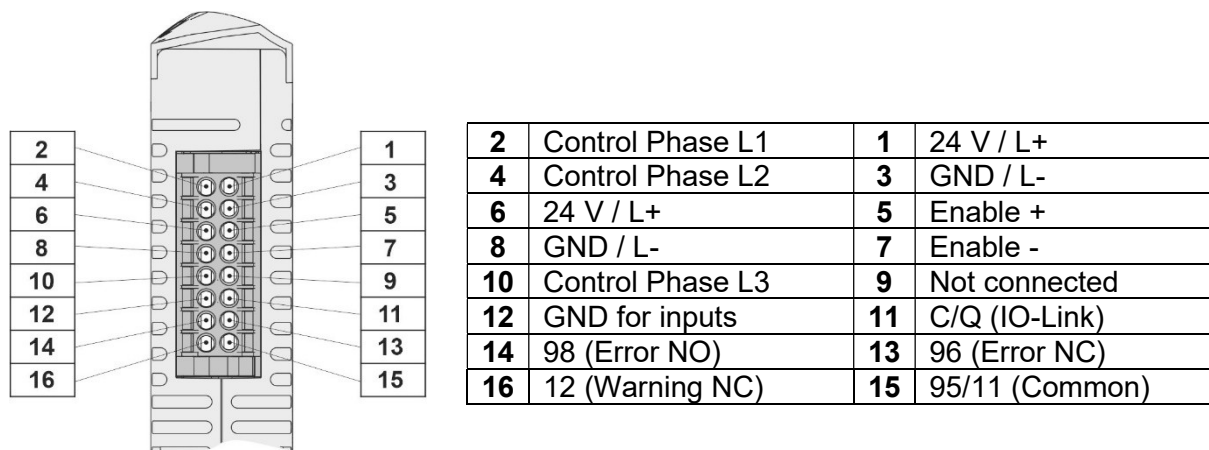 2
4
6
8
10
12
14
16
1
3
5
7
9
11
13
15
2 Control Phase L1 1 24 V / L+
4 Control Phase L2 3 GND / L-
6 24 V / L+ 5 Enable +
8 GND / L- 7 Enable -
10 Control Phase L3 9 Not connected
12 GND for inputs 11 C/Q (IO-Link)
14 98 (Error NO) 13 96 (Error NC)
16 12 (Warning NC) 15 95/11 (Common)